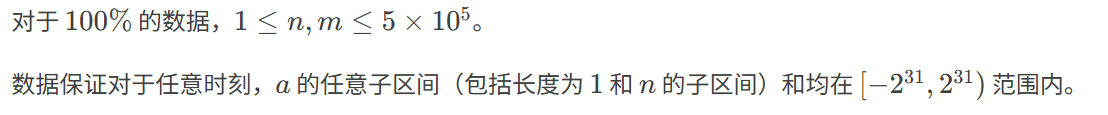 对于 100% 的数据，1 ≤ n, m ≤ 5 × 10⁵。
数据保证对于任意时刻，a 的任意子区间（包括长度为 1 和 n 的子区间）和均在 [−2³¹, 2³¹) 范围内。